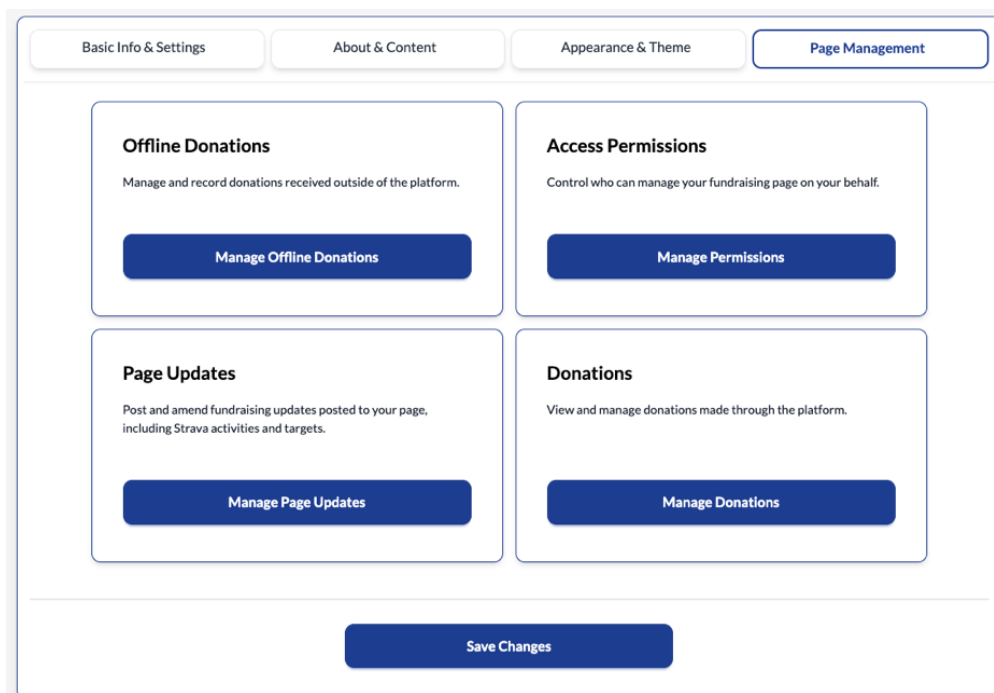 Basic Info & Settings
About & Content
Appearance & Theme
Page Management
Offline Donations
Manage and record donations received outside of the platform.
Manage Offline Donations
Access Permissions
Control who can manage your fundraising page on your behalf.
Manage Permissions
Page Updates
Post and amend fundraising updates posted to your page,
including Strava activities and targets.
Manage Page Updates
Donations
View and manage donations made through the platform.
Manage Donations
Save Changes